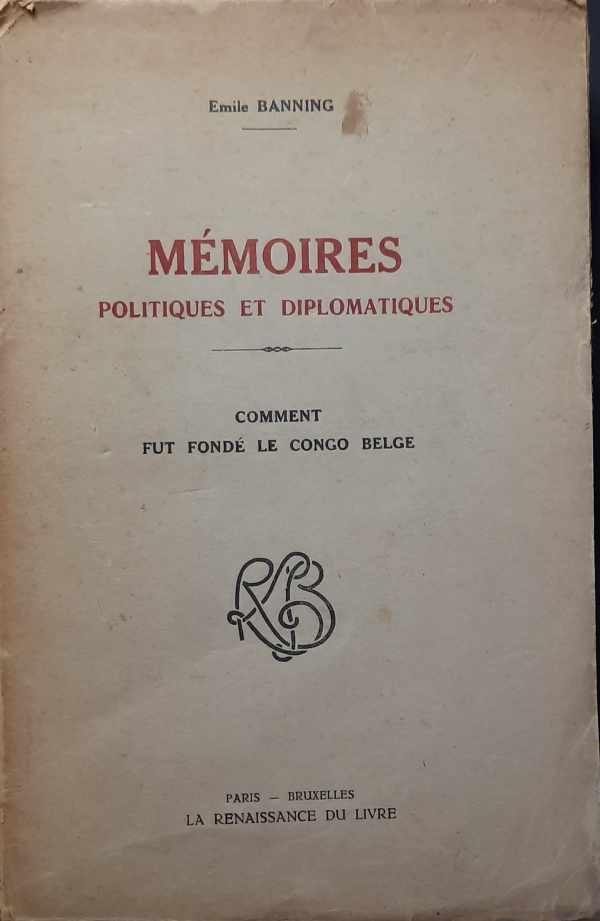 Emile BANNING
MÉMOIRES
POLITIQUES ET DIPLOMATIQUES
COMMENT
FUT FONDÉ LE CONGO BELGE
PARIS — BRUXELLES
LA RENAISSANCE DU LIVRE